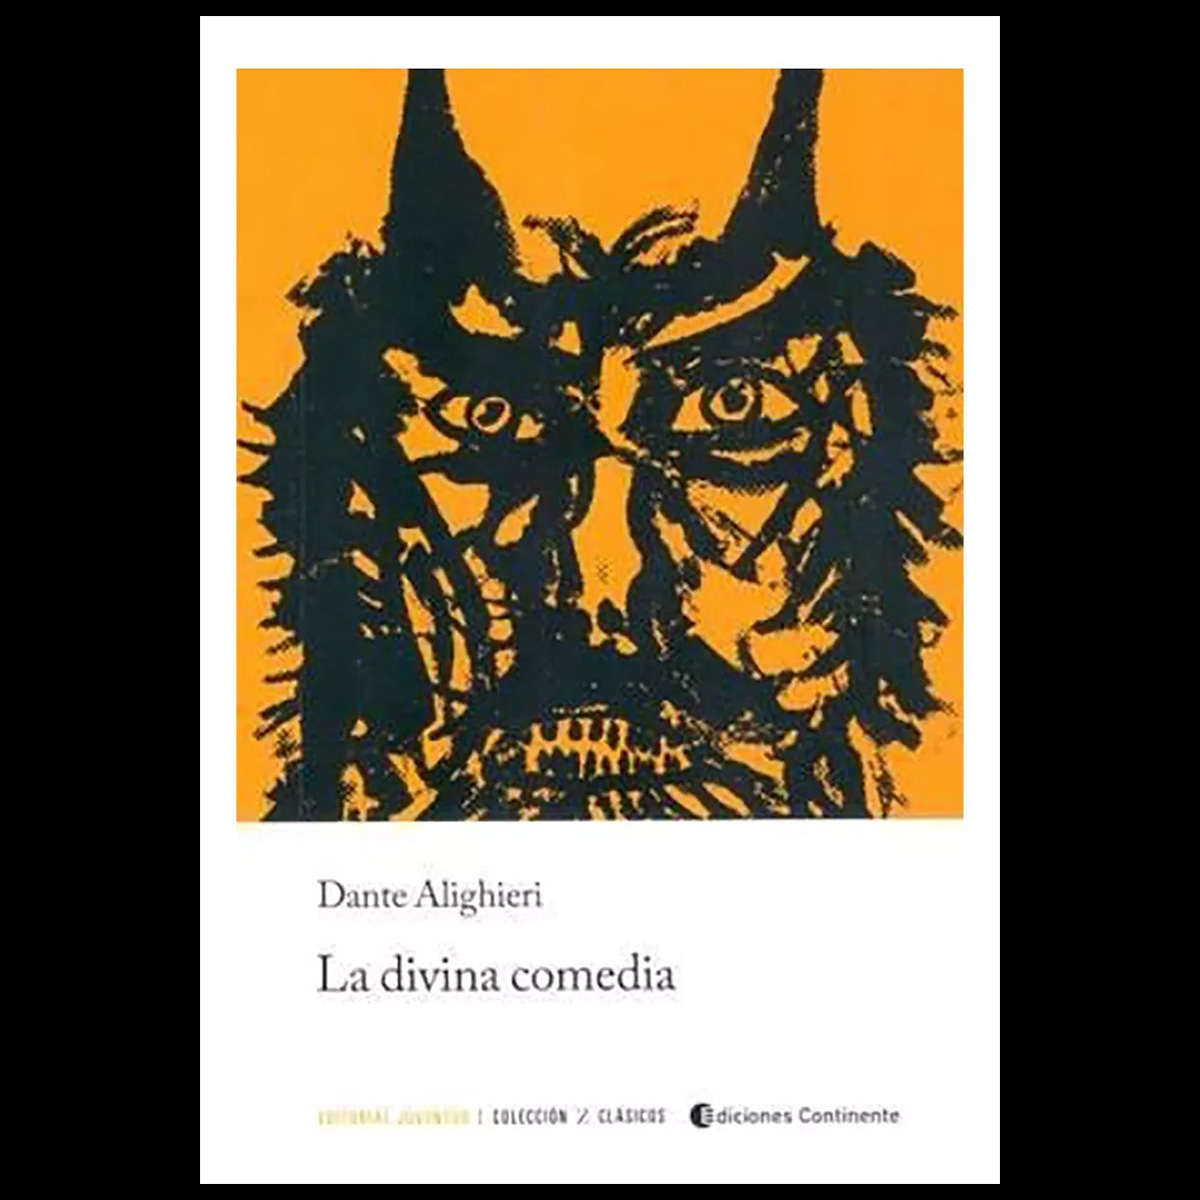 Dante Alighieri
La divina comedia
EDITORIAL JUVENTUD | COLECCIÓN Z CLÁSICOS Ediciones Continente